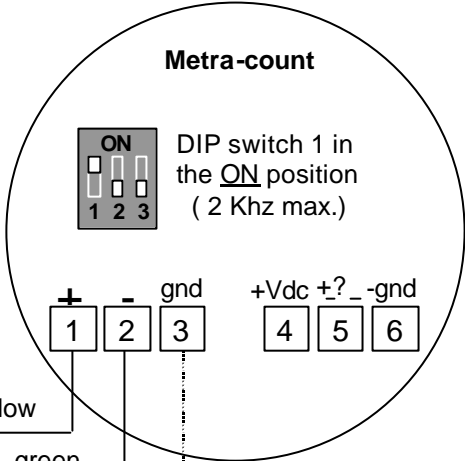 Metra-count
ON
1 2 3
DIP switch 1 in
the ON position
( 2 Khz max.)
+ - gnd +Vdc +?_ -gnd
1 2 3 4 5 6
low
green